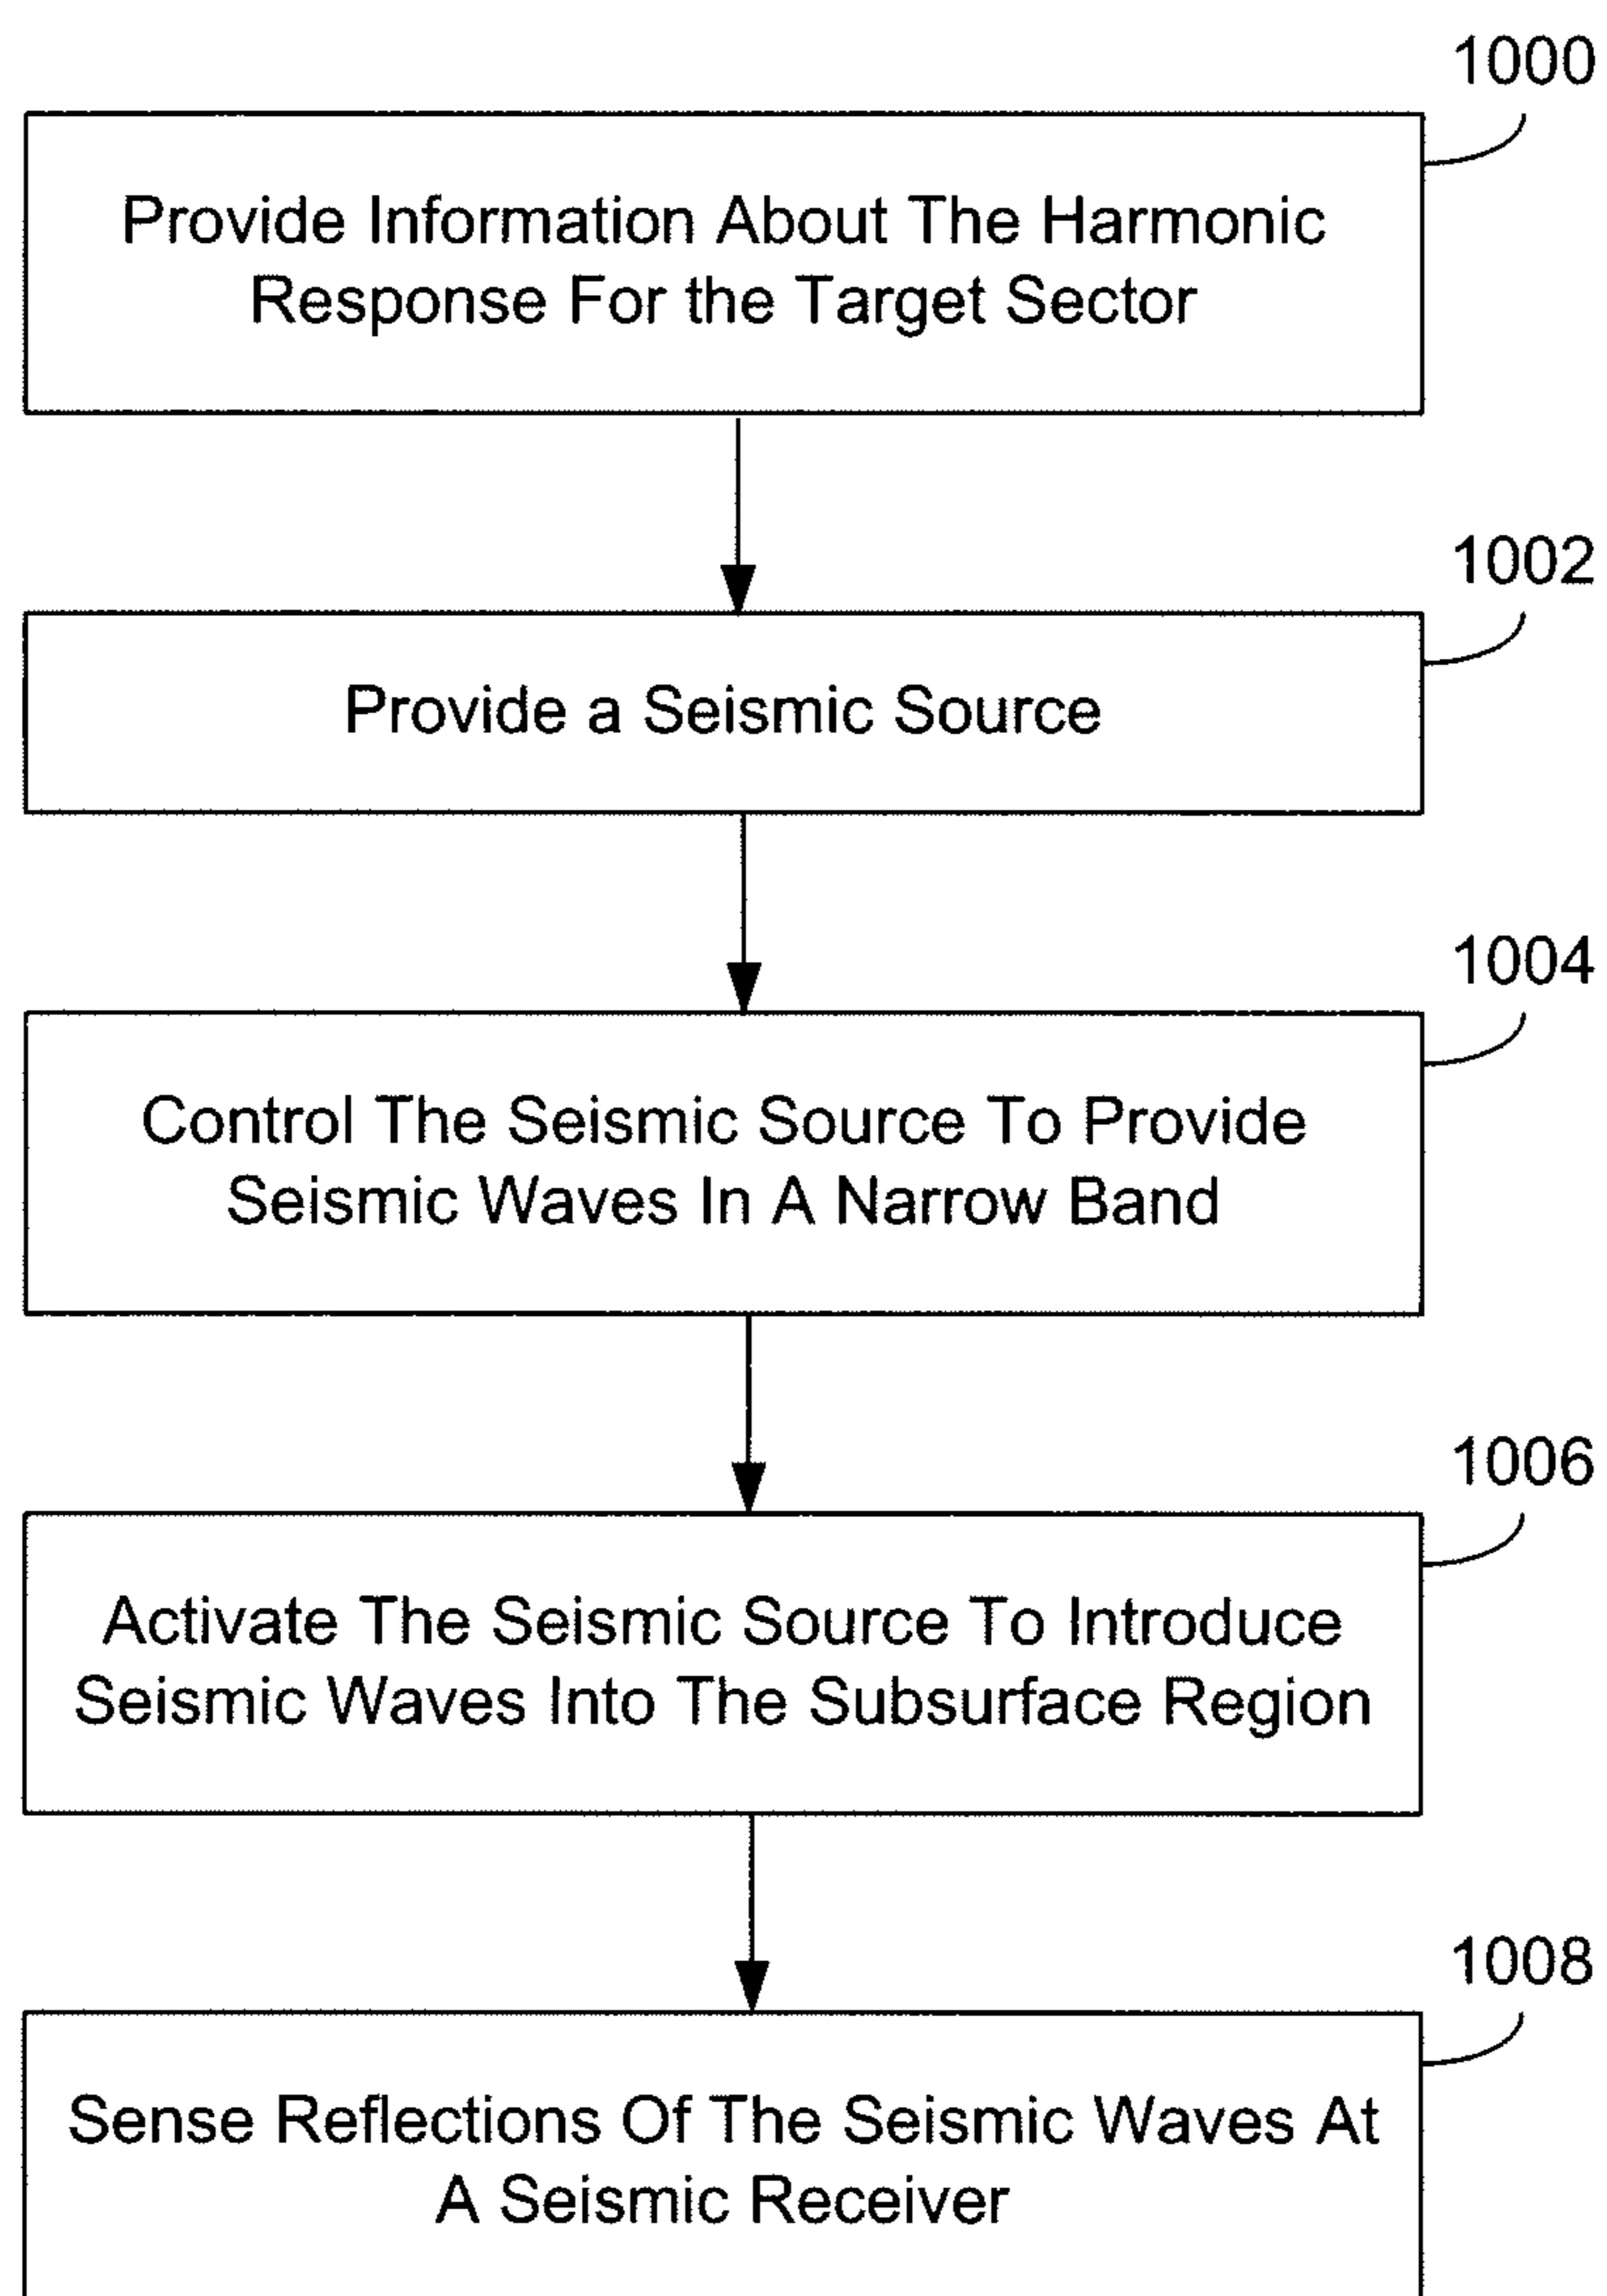 1000
Provide Information About The Harmonic
Response For the Target Sector
1002
Provide a Seismic Source
1004
Control The Seismic Source To Provide
Seismic Waves In A Narrow Band
1006
Activate The Seismic Source To Introduce
Seismic Waves Into The Subsurface Region
1008
Sense Reflections Of The Seismic Waves At
A Seismic Receiver